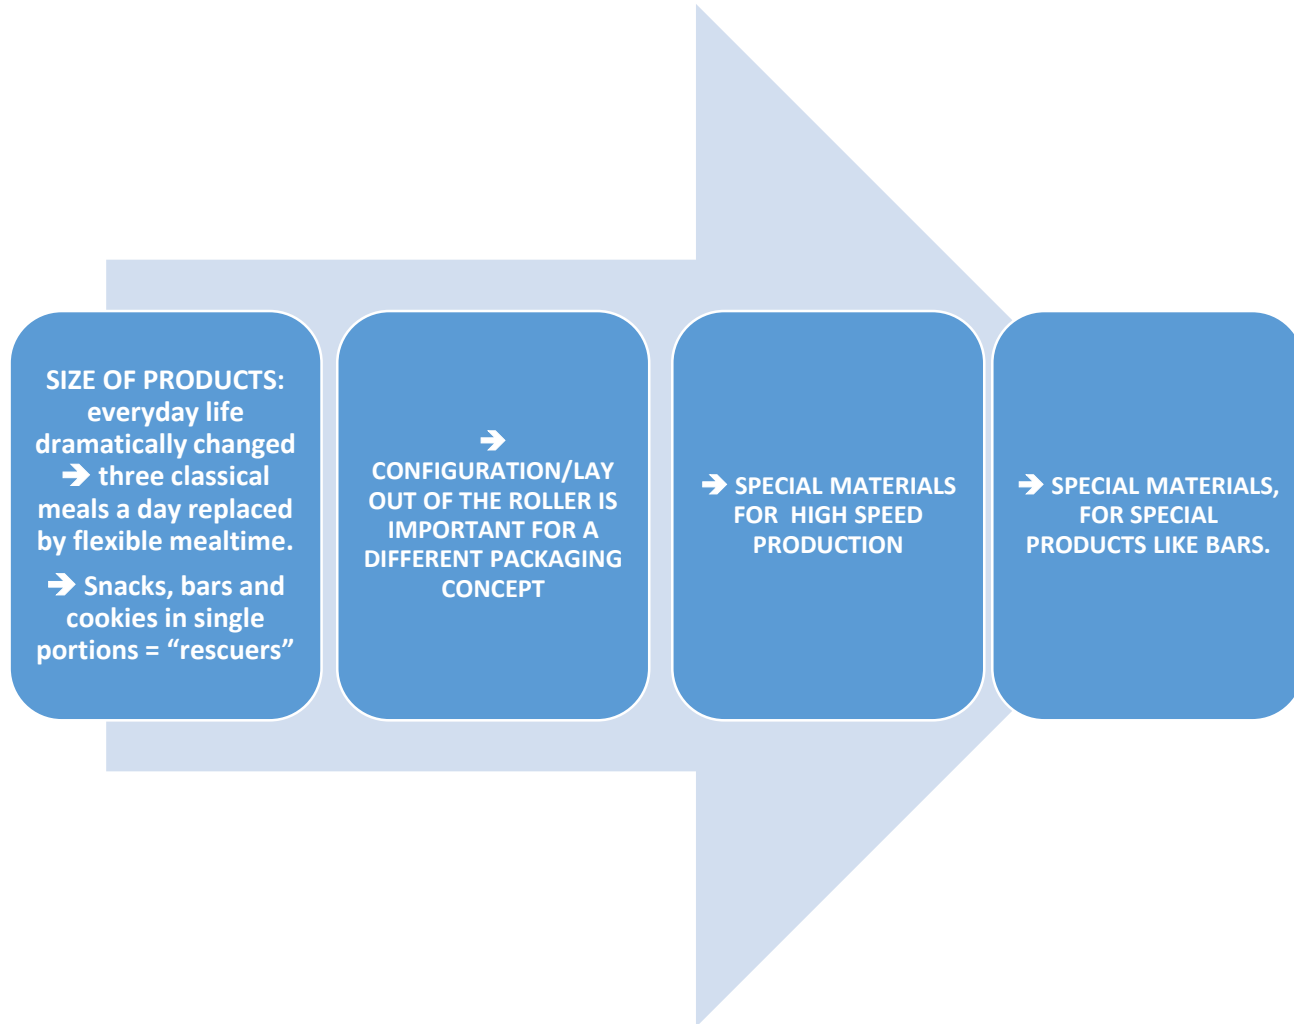 SIZE OF PRODUCTS:
everyday life
dramatically changed
➔ three classical
meals a day replaced
by flexible mealtime.
➔ Snacks, bars and
cookies in single
portions = “rescuers”
➔
CONFIGURATION/LAY
OUT OF THE ROLLER IS
IMPORTANT FOR A
DIFFERENT PACKAGING
CONCEPT
➔ SPECIAL MATERIALS
FOR  HIGH SPEED
PRODUCTION
➔ SPECIAL MATERIALS,
FOR SPECIAL
PRODUCTS LIKE BARS.